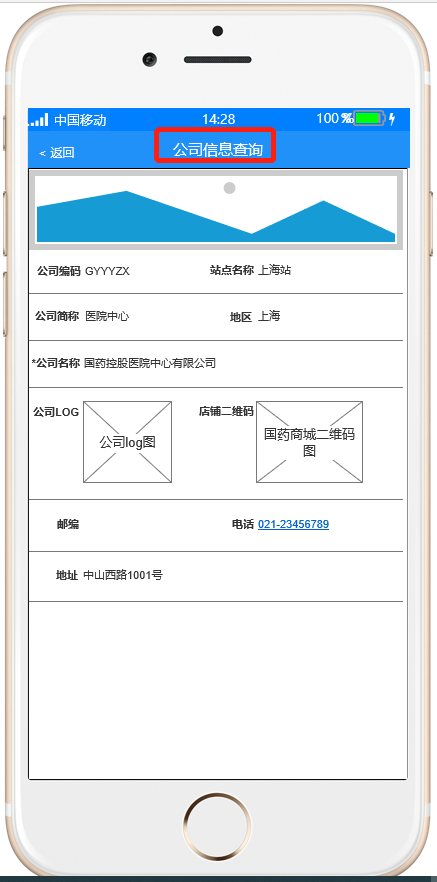 中国移动 14:28 100 %
< 返回 公司信息查询
公司编码 GYYYZX 站点名称 上海站
公司简称 医院中心 地区 上海
*公司名称 国药控股医院中心有限公司
公司LOG 公司log图 店铺二维码 国药商城二维码
图
邮编 电话 021-23456789
地址 中山西路1001号